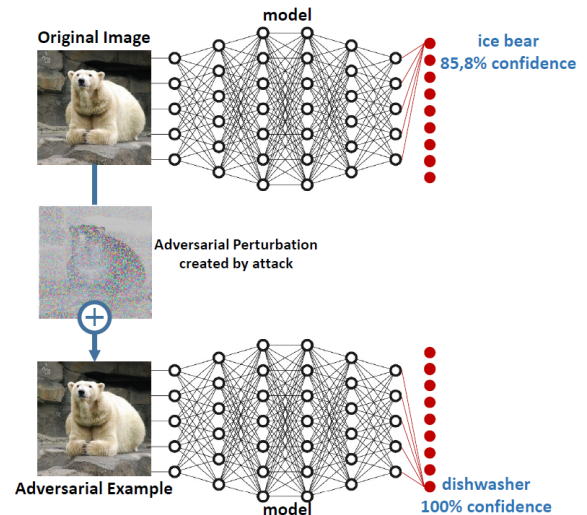 model
Original Image
ice bear
85,8% confidence
Adversarial Perturbation
created by attack
Adversarial Example
dishwasher
100% confidence
model